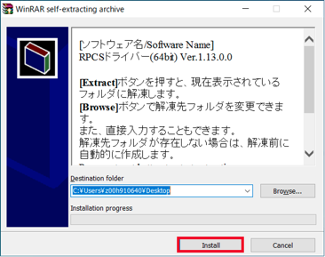 WinRAR self-extracting archive
[ソフトウェア名/Software Name]
RPCSドライバー(64bit) Ver.1.13.0.0
[Extract]ボタンを押すと、現在表示されている
フォルダに解凍します。
[Browse]ボタンで解凍先フォルダを変更できま
す。
また、直接入力することもできます。
解凍先フォルダが存在しない場合は、解凍前に
自動的に作成します。
Destination folder
C:¥Users¥z00h910640¥Desktop
Browse...
Installation progress
Install
Cancel